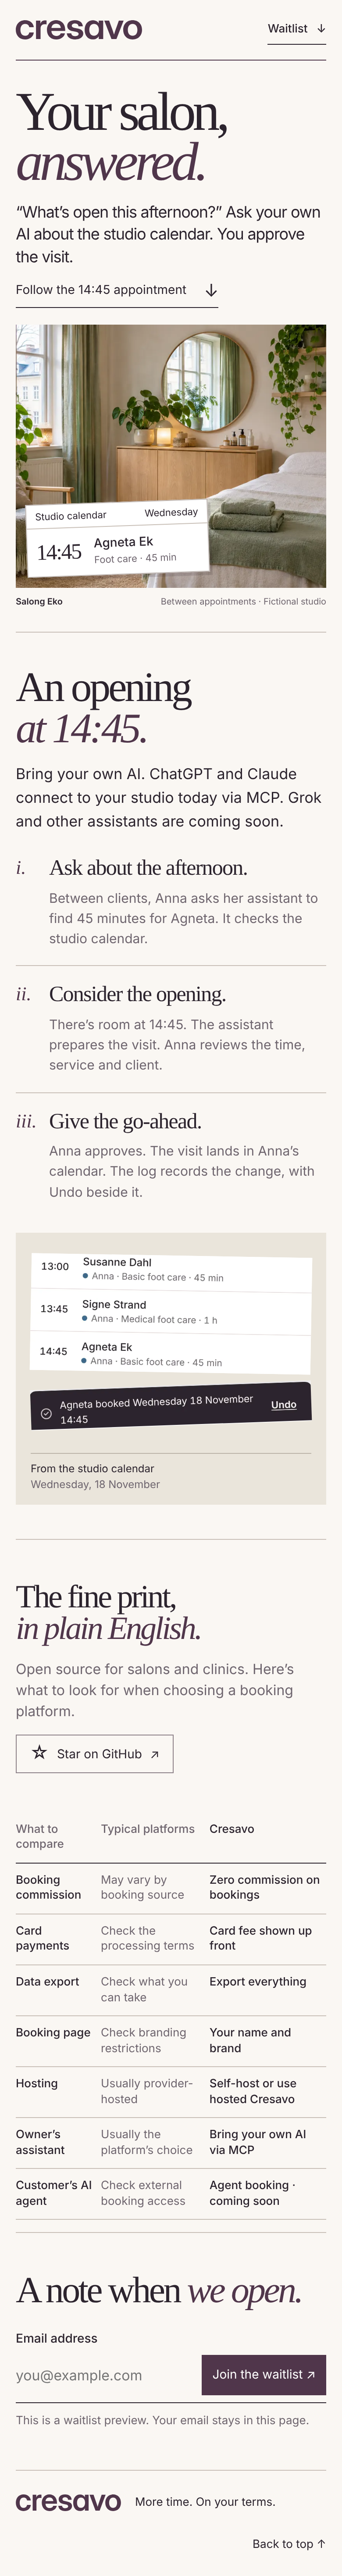 cresavo
Waitlist ↓
Your salon,
answered.
“What’s open this afternoon?” Ask your own
AI about the studio calendar. You approve
the visit.
Follow the 14:45 appointment ↓
Studio calendar Wednesday
14:45 Agneta Ek
Foot care · 45 min
Salong Eko Between appointments · Fictional studio
An opening
at 14:45.
Bring your own AI. ChatGPT and Claude
connect to your studio today via MCP. Grok
and other assistants are coming soon.
i. Ask about the afternoon.
Between clients, Anna asks her assistant to
find 45 minutes for Agneta. It checks the
studio calendar.
ii. Consider the opening.
There’s room at 14:45. The assistant
prepares the visit. Anna reviews the time,
service and client.
iii. Give the go-ahead.
Anna approves. The visit lands in Anna’s
calendar. The log records the change, with
Undo beside it.
13:00 Susanne Dahl
Anna · Basic foot care · 45 min
13:45 Signe Strand
Anna · Medical foot care · 1 h
14:45 Agneta Ek
Anna · Basic foot care · 45 min
Agneta booked Wednesday 18 November
14:45
Undo
From the studio calendar
Wednesday, 18 November
The fine print,
in plain English.
Open source for salons and clinics. Here’s
what to look for when choosing a booking
platform.
☆ Star on GitHub ↗
What to
compare
Typical platforms
Cresavo
Booking
commission
May vary by
booking source
Zero commission on
bookings
Card
payments
Check the
processing terms
Card fee shown up
front
Data export
Check what you
can take
Export everything
Booking page
Check branding
restrictions
Your name and
brand
Hosting
Usually provider-
hosted
Self-host or use
hosted Cresavo
Owner’s
assistant
Usually the
platform’s choice
Bring your own AI
via MCP
Customer’s AI
agent
Check external
booking access
Agent booking ·
coming soon
A note when we open.
Email address
you@example.com
Join the waitlist ↗
This is a waitlist preview. Your email stays in this page.
cresavo More time. On your terms.
Back to top ↑